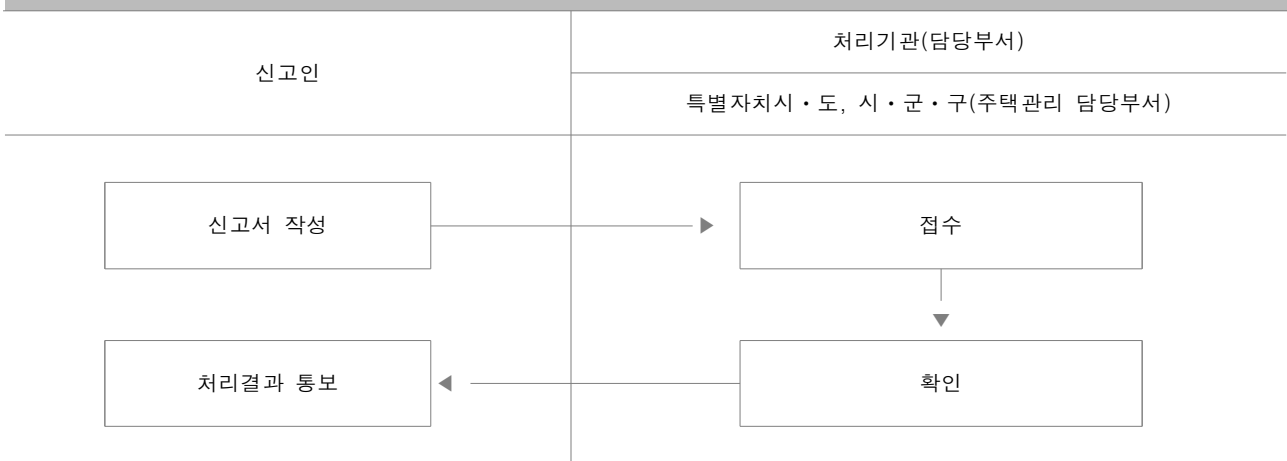 신고인
처리기관(담당부서)
특별자치시・도, 시・군・구(주택관리 담당부서)
신고서 작성
접수
처리결과 통보
확인